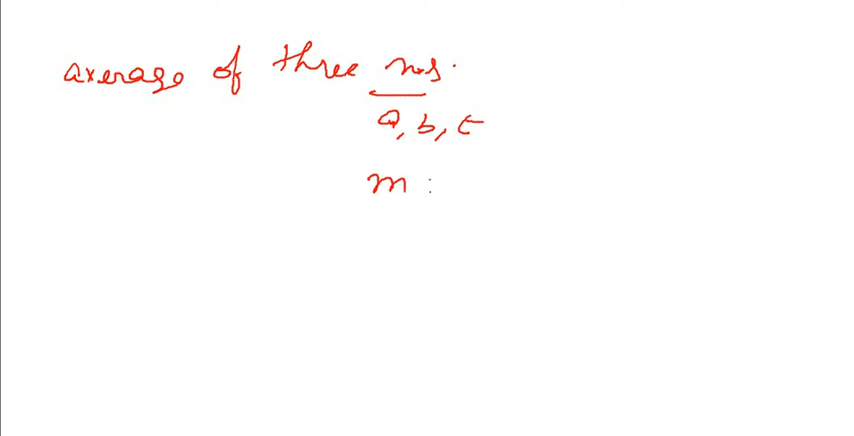 average of three nos.
a, b, c
m :